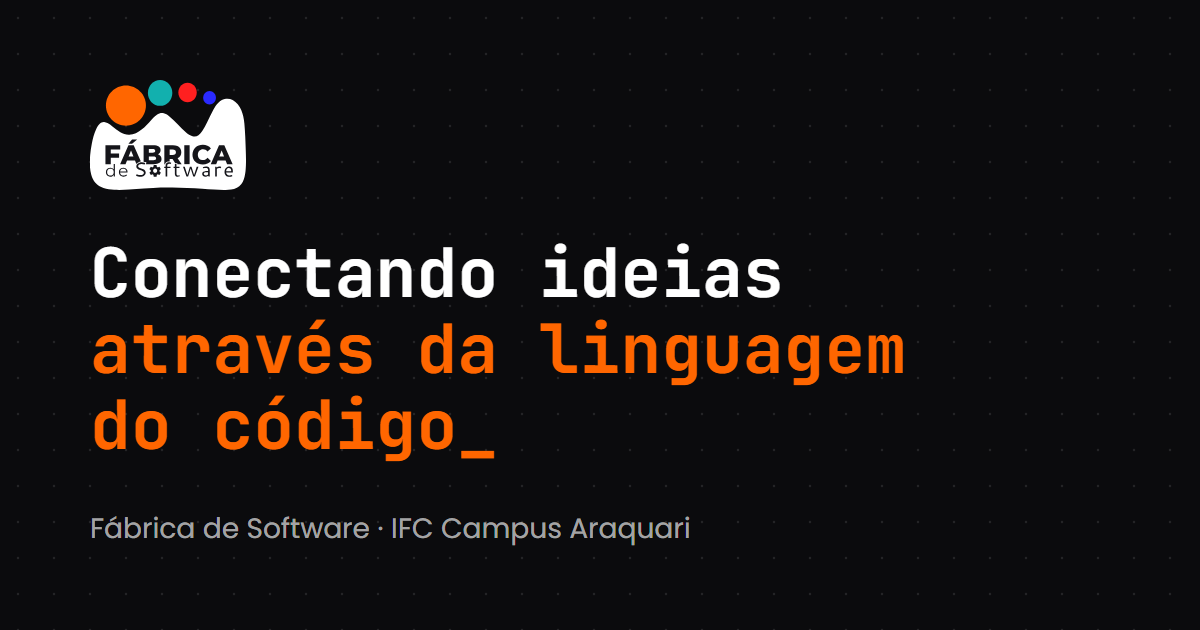 FÁBRICA
de Software
Conectando ideias
através da linguagem
do código_
Fábrica de Software · IFC Campus Araquari